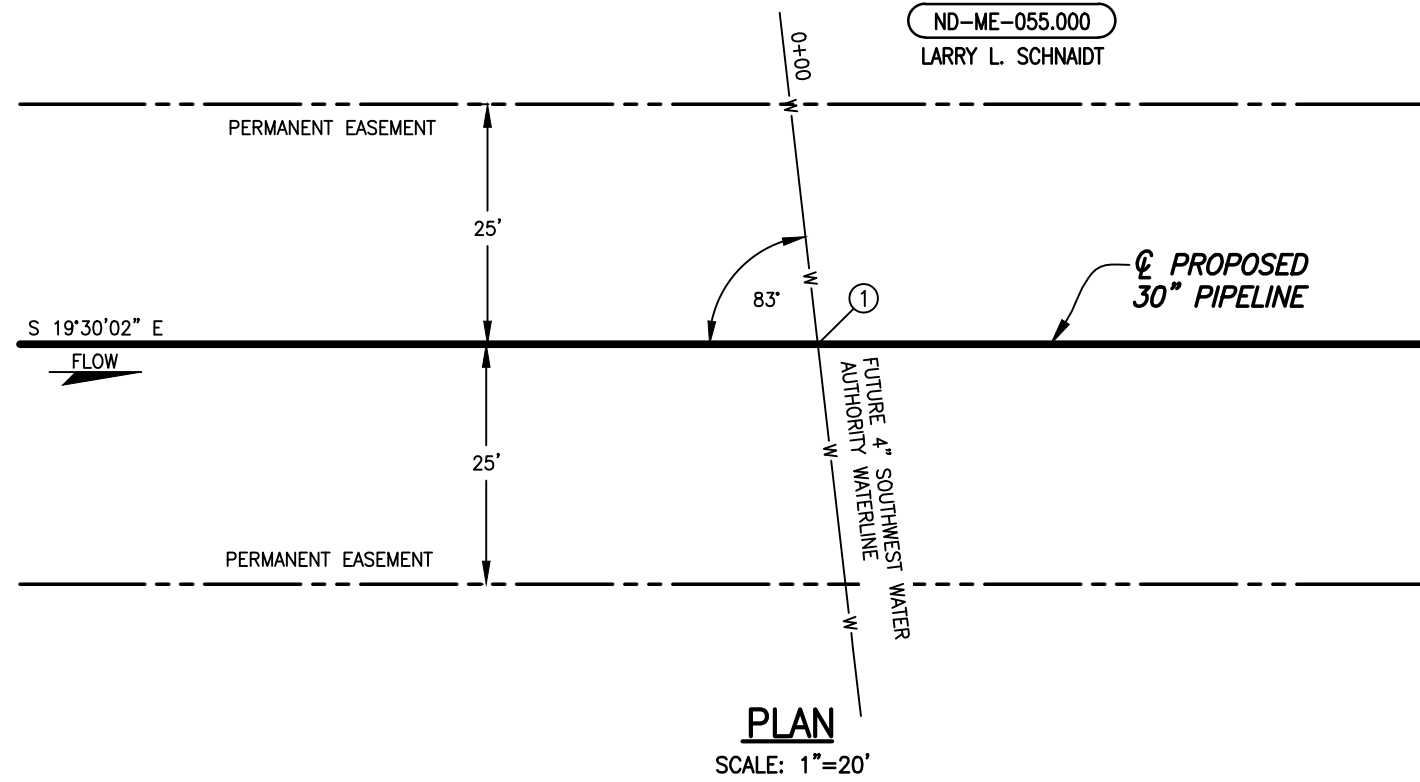 ND-ME-055.000
LARRY L. SCHNAIDT
0+00
W
PERMANENT EASEMENT
25'
W
83°
1
℄ PROPOSED
30" PIPELINE
S 19°30'02" E
FLOW
FUTURE 4" SOUTHWEST WATER
AUTHORITY WATERLINE
W
25'
PERMANENT EASEMENT
W
PLAN
SCALE: 1"=20'